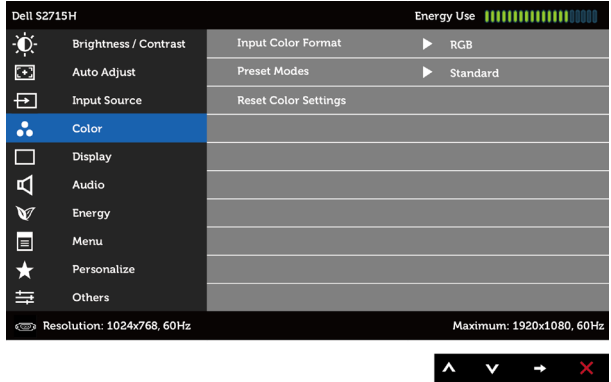 Dell S2715H Energy Use
Brightness / Contrast Input Color Format RGB
Auto Adjust Preset Modes Standard
Input Source Reset Color Settings
Color
Display
Audio
Energy
Menu
Personalize
Others
Resolution: 1024x768, 60Hz Maximum: 1920x1080, 60Hz